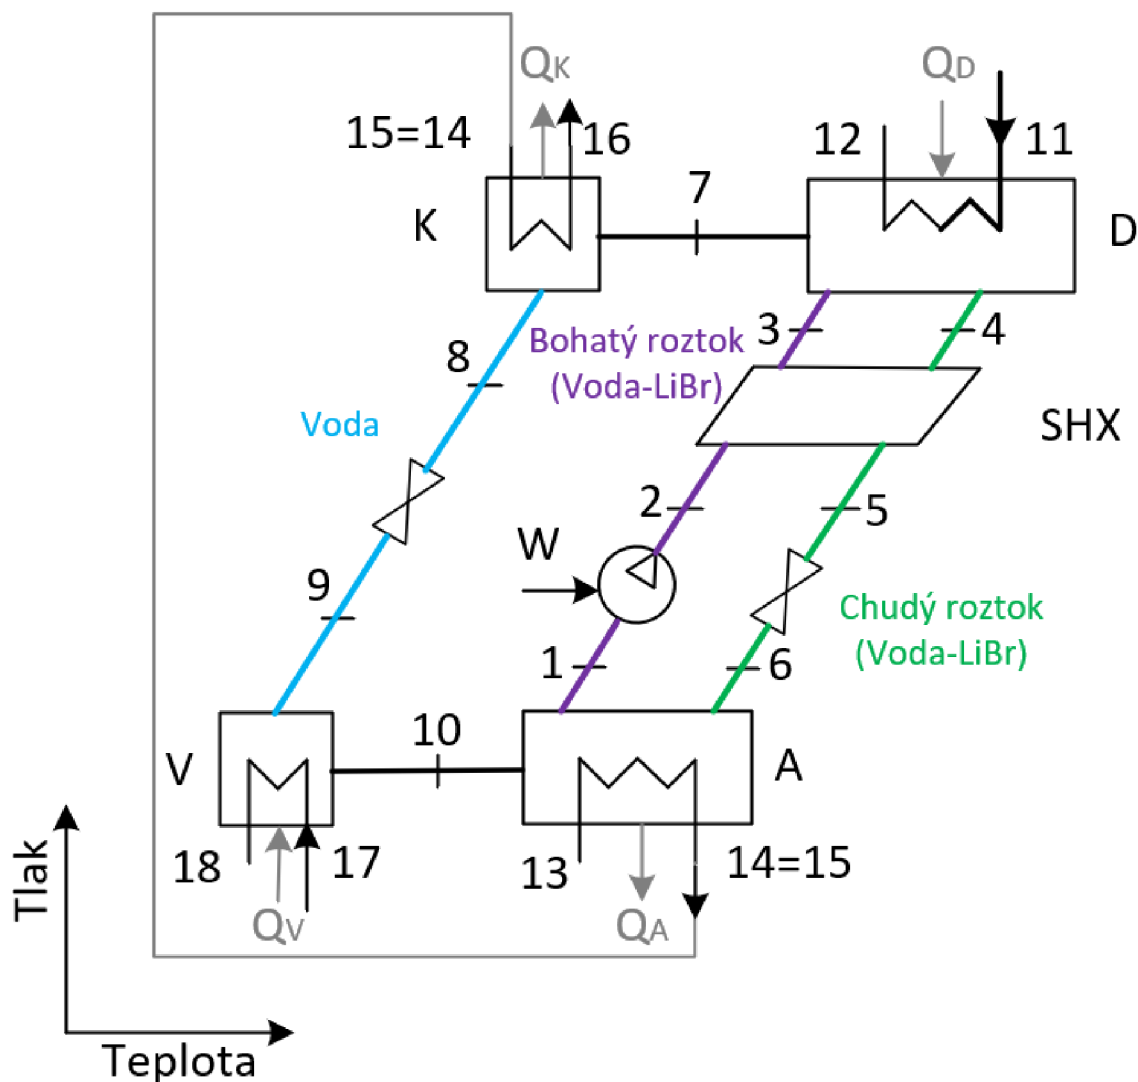 QK
QD
15=14
16
12
11
7
K
D
3
4
8
Bohatý roztok
(Voda-LiBr)
Voda
SHX
2
5
W
9
Chudý roztok
(Voda-LiBr)
1
6
10
V
A
18
17
13
14=15
QV
QA
Tlak
Teplota